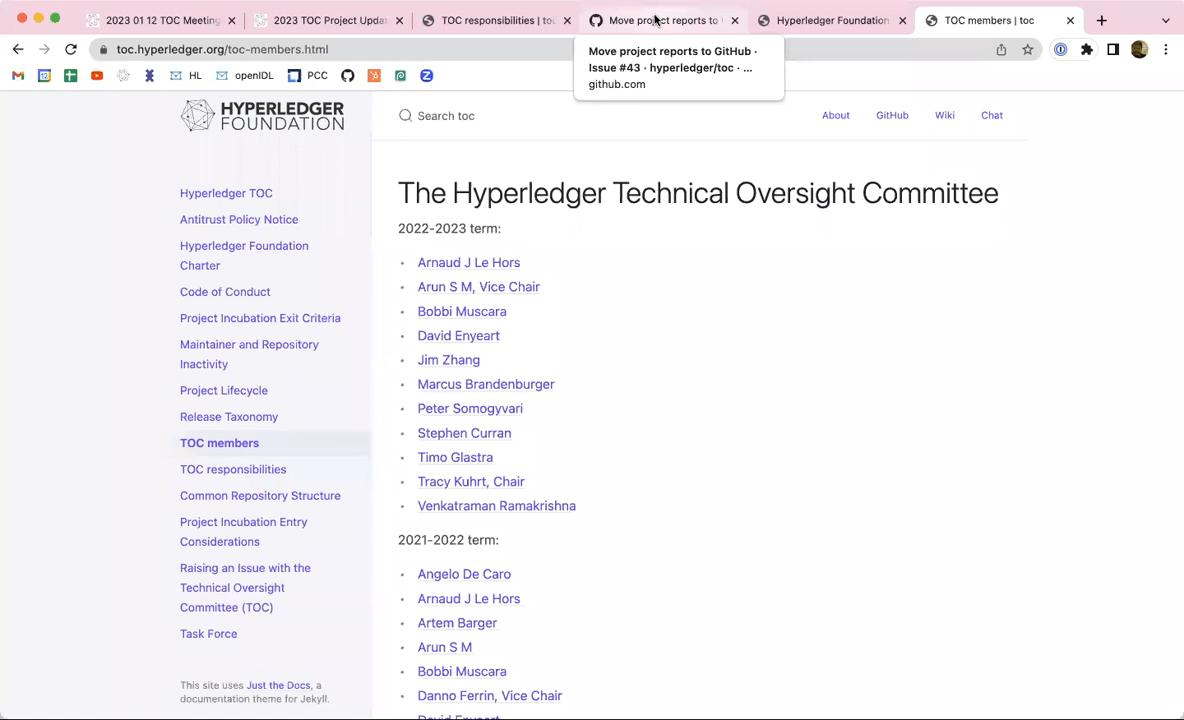 2023 01 12 TOC Meeting
2023 TOC Project Upda
TOC responsibilities | to
Move project reports to
Hyperledger Foundation
TOC members | toc
toc.hyperledger.org/toc-members.html
HL
openIDL
PCC
Move project reports to GitHub ·
Issue #43 · hyperledger/toc · ...
github.com
HYPERLEDGER
FOUNDATION
Search toc
About
GitHub
Wiki
Chat
Hyperledger TOC
Antitrust Policy Notice
Hyperledger Foundation
Charter
Code of Conduct
Project Incubation Exit Criteria
Maintainer and Repository
Inactivity
Project Lifecycle
Release Taxonomy
TOC members
TOC responsibilities
Common Repository Structure
Project Incubation Entry
Considerations
Raising an Issue with the
Technical Oversight
Committee (TOC)
Task Force
This site uses Just the Docs, a
documentation theme for Jekyll.
The Hyperledger Technical Oversight Committee
2022-2023 term:
Arnaud J Le Hors
Arun S M, Vice Chair
Bobbi Muscara
David Enyeart
Jim Zhang
Marcus Brandenburger
Peter Somogyvari
Stephen Curran
Timo Glastra
Tracy Kuhrt, Chair
Venkatraman Ramakrishna
2021-2022 term:
Angelo De Caro
Arnaud J Le Hors
Artem Barger
Arun S M
Bobbi Muscara
Danno Ferrin, Vice Chair
David Enyeart